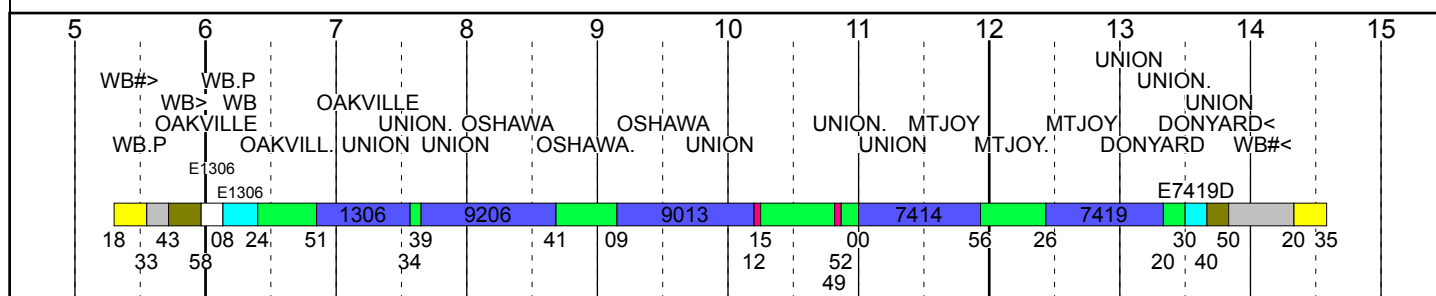 5 6 7 8 9 10 11 12 13 14 15
UNION
WB#> WB.P UNION.
WB> WB OAKVILLE UNION
OAKVILLE UNION. OSHAWA OSHAWA UNION. MTJOY MTJOY DONYARD<
WB.P OAKVILL. UNION UNION OSHAWA. UNION UNION MTJOY. DONYARD WB#<
E1306
E1306 E7419D
1306 9206 9013 7414 7419
18 43 08 24 51 39 41 09 15 00 56 26 30 50 20 35
33 58 34 12 52 20 40
49